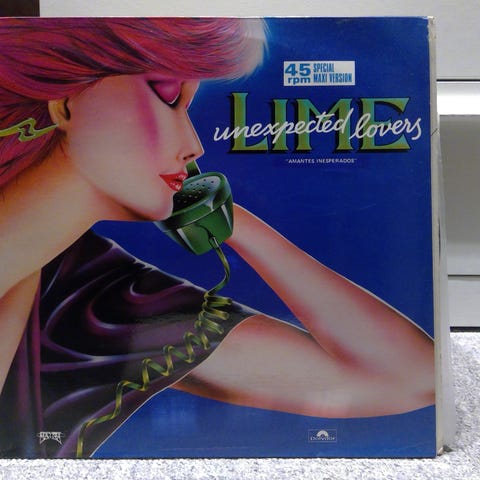 45 SPECIAL
rpm MAXI VERSION
LIME
unexpected lovers
"AMANTES INESPERADOS"
polydor